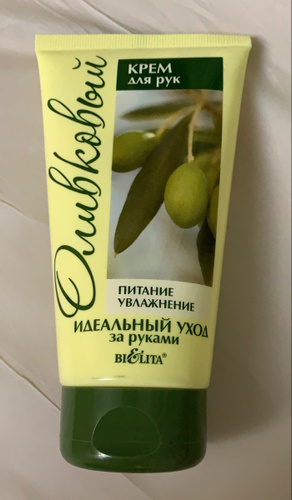 КРЕМ
для рук
Оливковый
ПИТАНИЕ
УВЛАЖНЕНИЕ
ИДЕАЛЬНЫЙ УХОД
за руками
BIELITA®